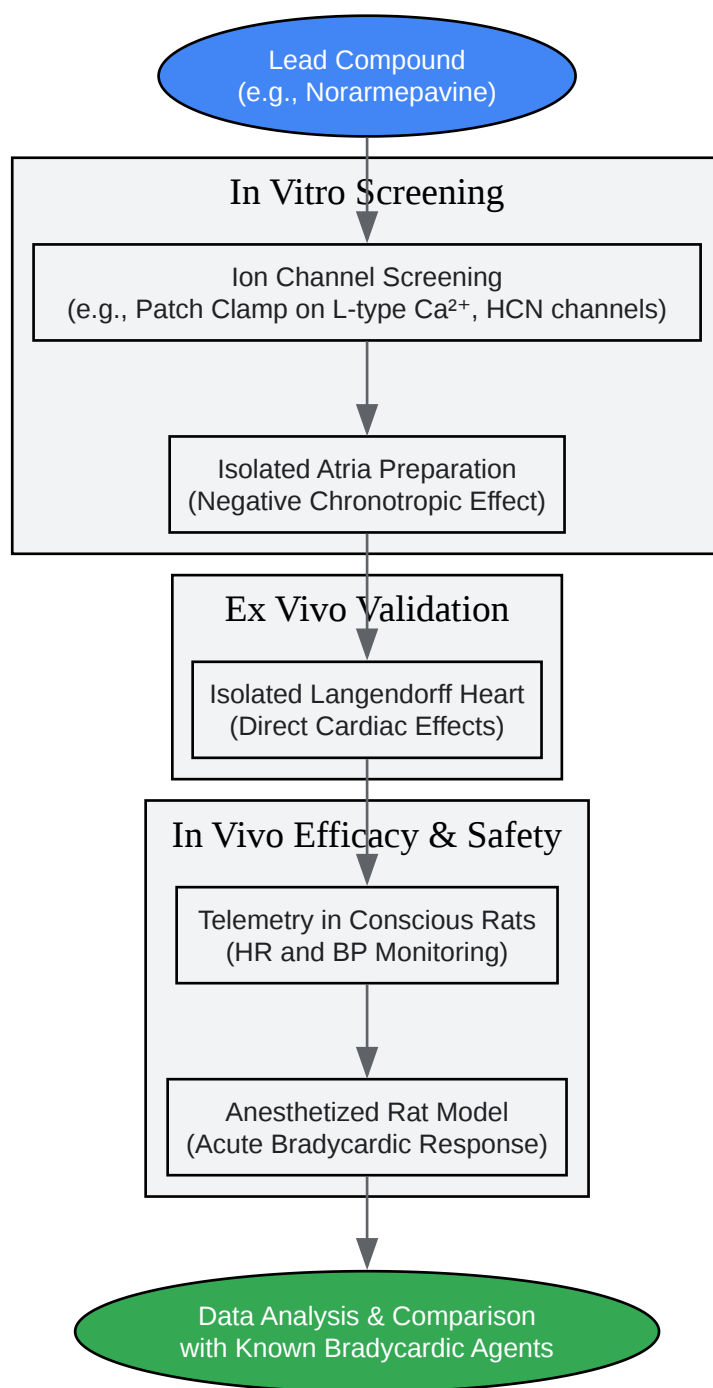 Lead Compound
(e.g., Norarmepavine)
In Vitro Screening
Ion Channel Screening
(e.g., Patch Clamp on L-type Ca²⁺, HCN channels)
Isolated Atria Preparation
(Negative Chronotropic Effect)
Ex Vivo Validation
Isolated Langendorff Heart
(Direct Cardiac Effects)
In Vivo Efficacy & Safety
Telemetry in Conscious Rats
(HR and BP Monitoring)
Anesthetized Rat Model
(Acute Bradycardic Response)
Data Analysis & Comparison
with Known Bradycardic Agents